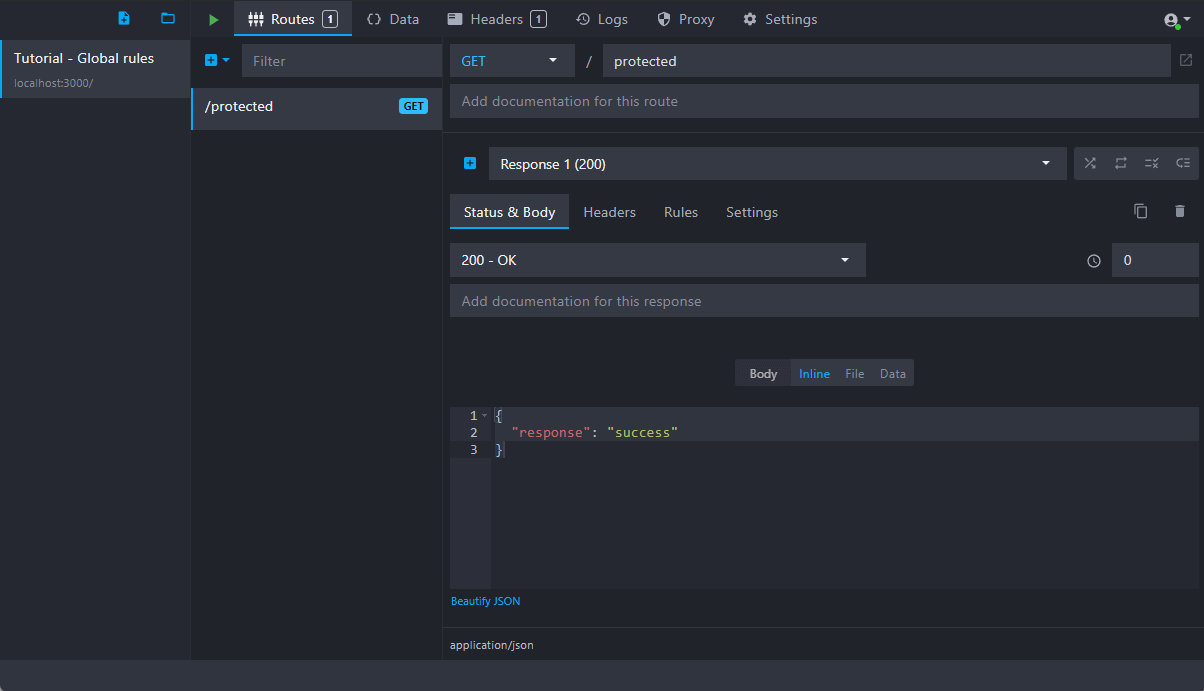 Routes 1 Data Headers 1 Logs Proxy Settings
Tutorial - Global rules
localhost:3000/
Filter
/protected GET
GET / protected
Add documentation for this route
Response 1 (200)
Status & Body Headers Rules Settings
200 - OK 0
Add documentation for this response
Body Inline File Data
1 {
2 "response": "success"
3 }
Beautify JSON
application/json